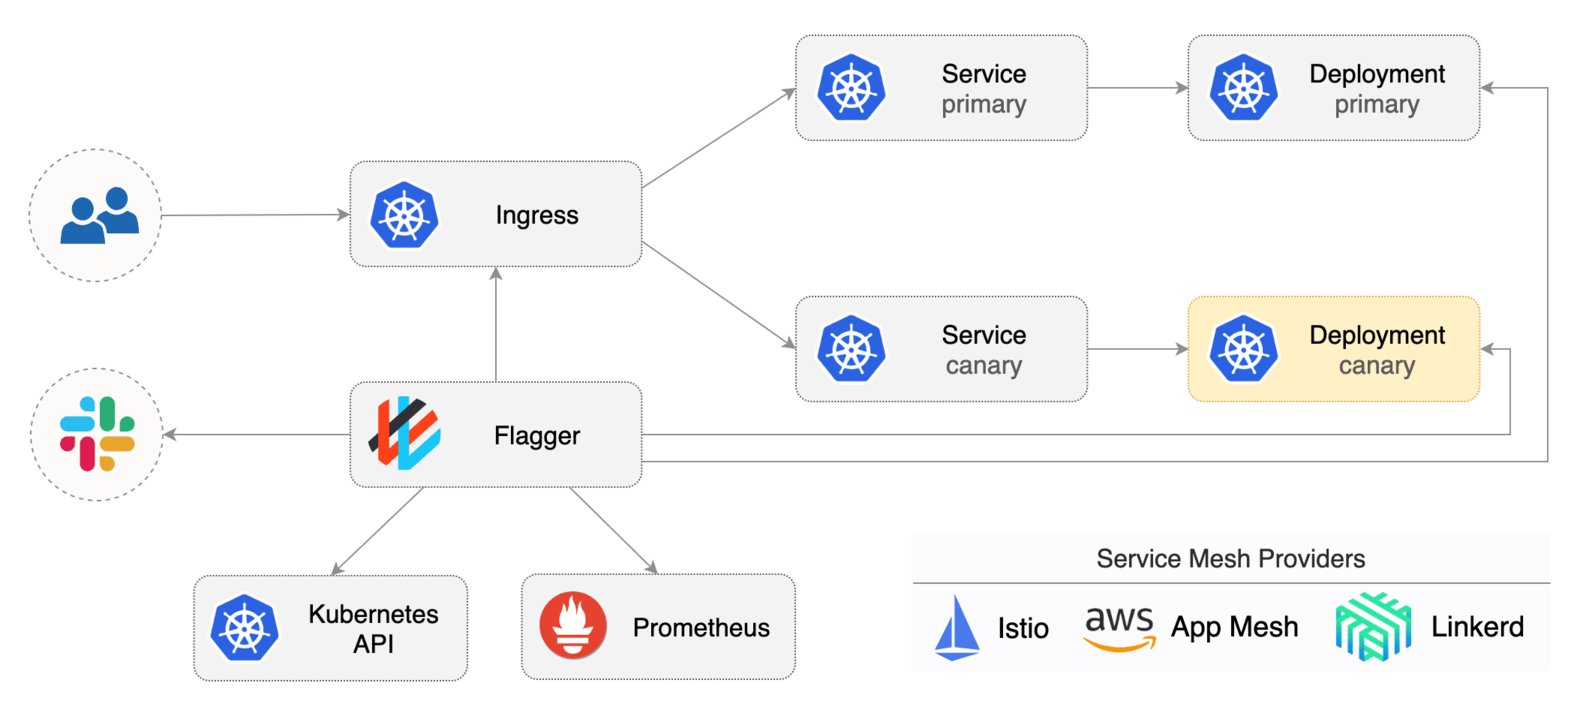 Service
primary
Deployment
primary
Ingress
Service
canary
Deployment
canary
Flagger
Kubernetes
API
Prometheus
Service Mesh Providers
Istio
aws
App Mesh
Linkerd